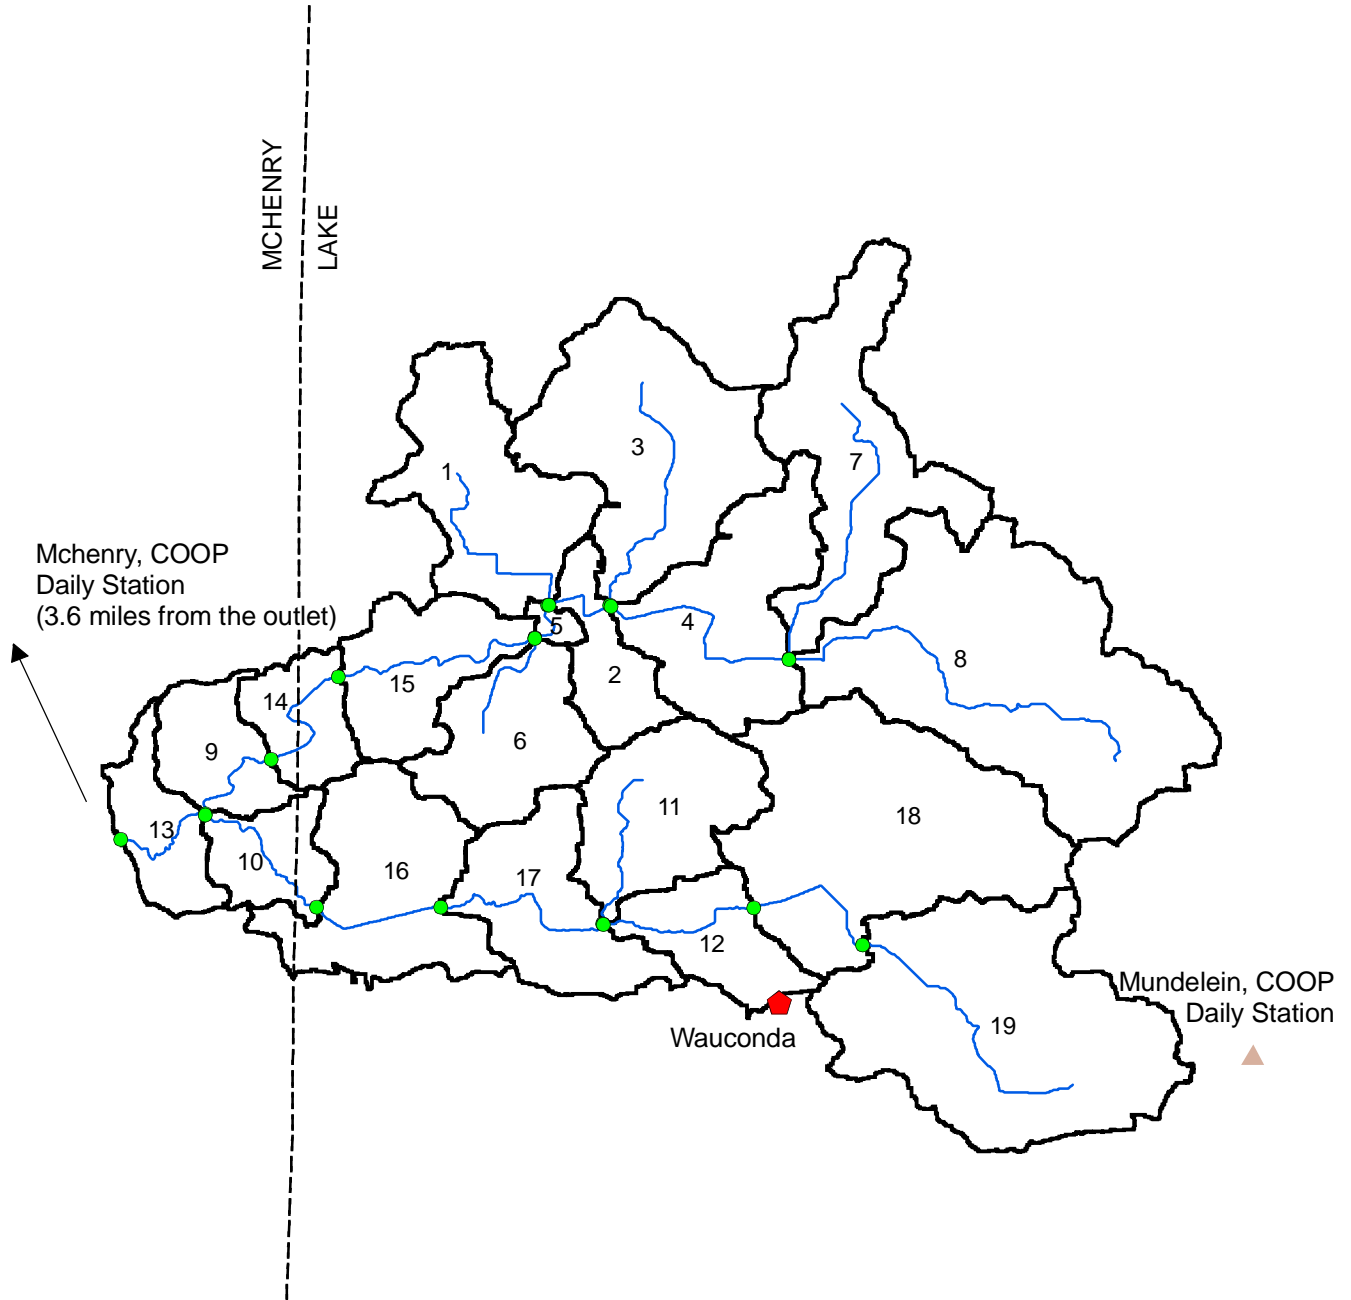 MCHENRY
LAKE
3
7
1
Mchenry, COOP
Daily Station
(3.6 miles from the outlet)
5
4
8
2
15
14
6
9
11
18
13
10
16
17
12
Mundelein, COOP
Daily Station
19
Wauconda